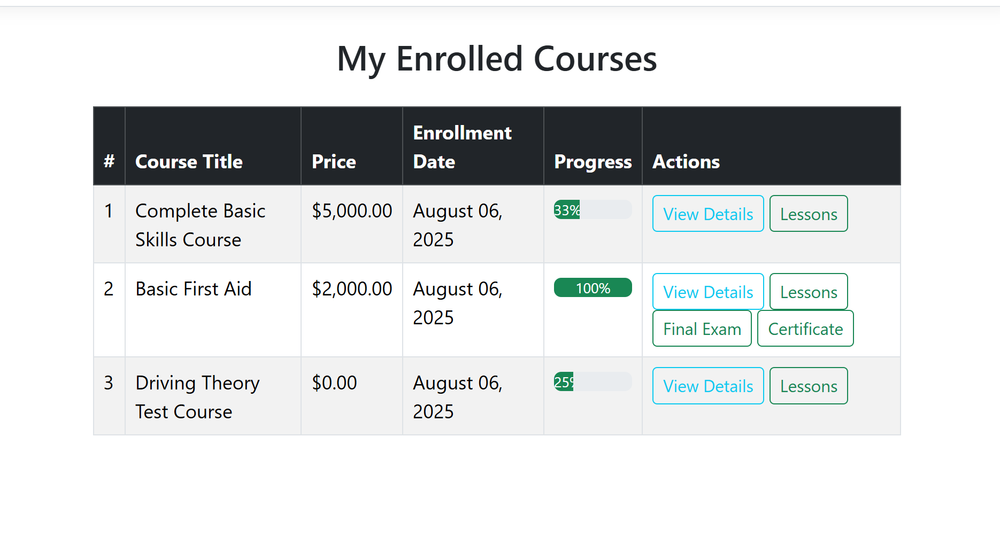 My Enrolled Courses
# Course Title Price Enrollment Date Progress Actions
1 Complete Basic Skills Course $5,000.00 August 06, 2025 33% View Details Lessons
2 Basic First Aid $2,000.00 August 06, 2025 100% View Details Lessons
Final Exam Certificate
3 Driving Theory Test Course $0.00 August 06, 2025 25% View Details Lessons